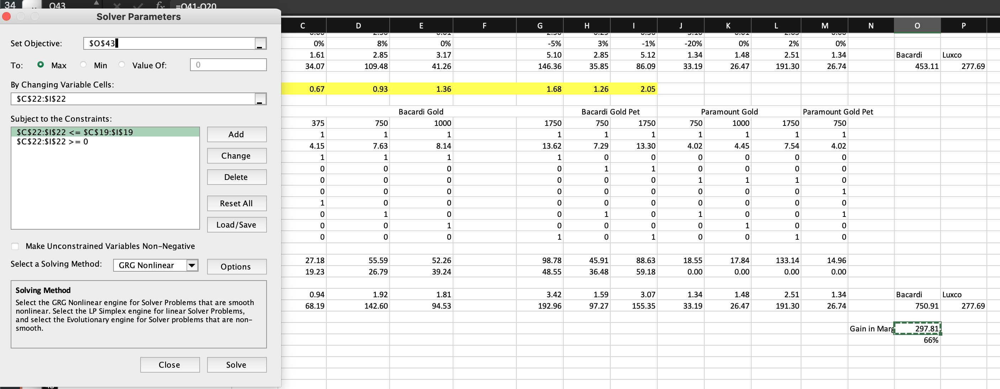 34 O43 fx =O41-O20
Solver Parameters
Set Objective: $O$43
To: Max Min Value Of: 0
By Changing Variable Cells:
$C$22:$I$22
Subject to the Constraints:
$C$22:$I$22 <= $C$19:$I$19
$C$22:$I$22 >= 0
Add
Change
Delete
Reset All
Load/Save
Make Unconstrained Variables Non-Negative
Select a Solving Method: GRG Nonlinear Options
Solving Method
Select the GRG Nonlinear engine for Solver Problems that are smooth
nonlinear. Select the LP Simplex engine for linear Solver Problems,
and select the Evolutionary engine for Solver problems that are non-
smooth.
Close Solve
C D E F G H I J K L M N O P
0% 8% 0% -5% 3% -1% -20% 0% 2% 0%
1.61 2.85 3.17 5.10 2.85 5.12 1.34 1.48 2.51 1.34 Bacardi Luxco
34.07 109.48 41.26 146.36 35.85 86.09 33.19 26.47 191.30 26.74 453.11 277.69
0.67 0.93 1.36 1.68 1.26 2.05
Bacardi Gold Bacardi Gold Pet Paramount Gold Paramount Gold Pet
375 750 1000 1750 750 1750 750 1000 1750 750
1 1 1 1 1 1 1 1 1 1
4.15 7.63 8.14 13.62 7.29 13.30 4.02 4.45 7.54 4.02
1 1 1 1 0 0 0 0 0 0
0 0 0 0 1 1 0 0 0 0
0 0 0 0 0 0 1 1 1 0
0 0 0 0 0 0 0 0 0 1
1 0 0 0 0 0 0 0 0 0
0 1 0 0 1 0 1 0 0 1
0 0 1 0 0 0 0 1 0 0
0 0 0 1 0 1 0 0 1 0
27.18 55.59 52.26 98.78 45.91 88.63 18.55 17.84 133.14 14.96
19.23 26.79 39.24 48.55 36.48 59.18 0.00 0.00 0.00 0.00
0.94 1.92 1.81 3.42 1.59 3.07 1.34 1.48 2.51 1.34 Bacardi Luxco
68.19 142.60 94.53 192.96 97.27 155.35 33.19 26.47 191.30 26.74 750.91 277.69
Gain in Marg 297.81
66%